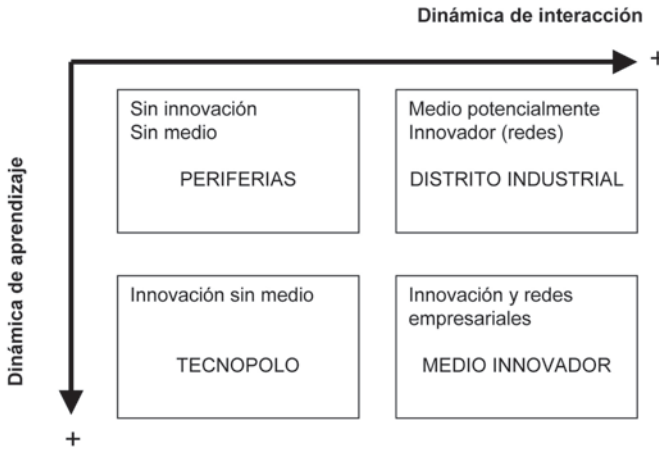 Dinámica de interacción
+
Sin innovación
Sin medio
PERIFERIAS
Medio potencialmente
Innovador (redes)
DISTRITO INDUSTRIAL
Dinámica de aprendizaje
Innovación sin medio
TECNOPOLO
Innovación y redes
empresariales
MEDIO INNOVADOR
+